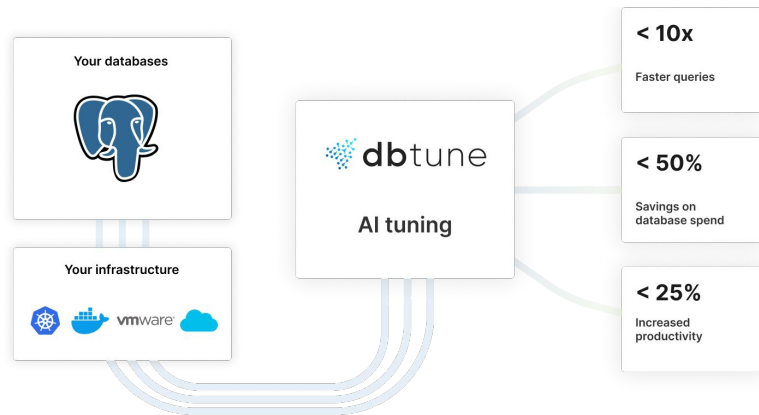 Your databases
Your infrastructure
vmware
dbtune
AI tuning
< 10x
Faster queries
< 50%
Savings on
database spend
< 25%
Increased
productivity